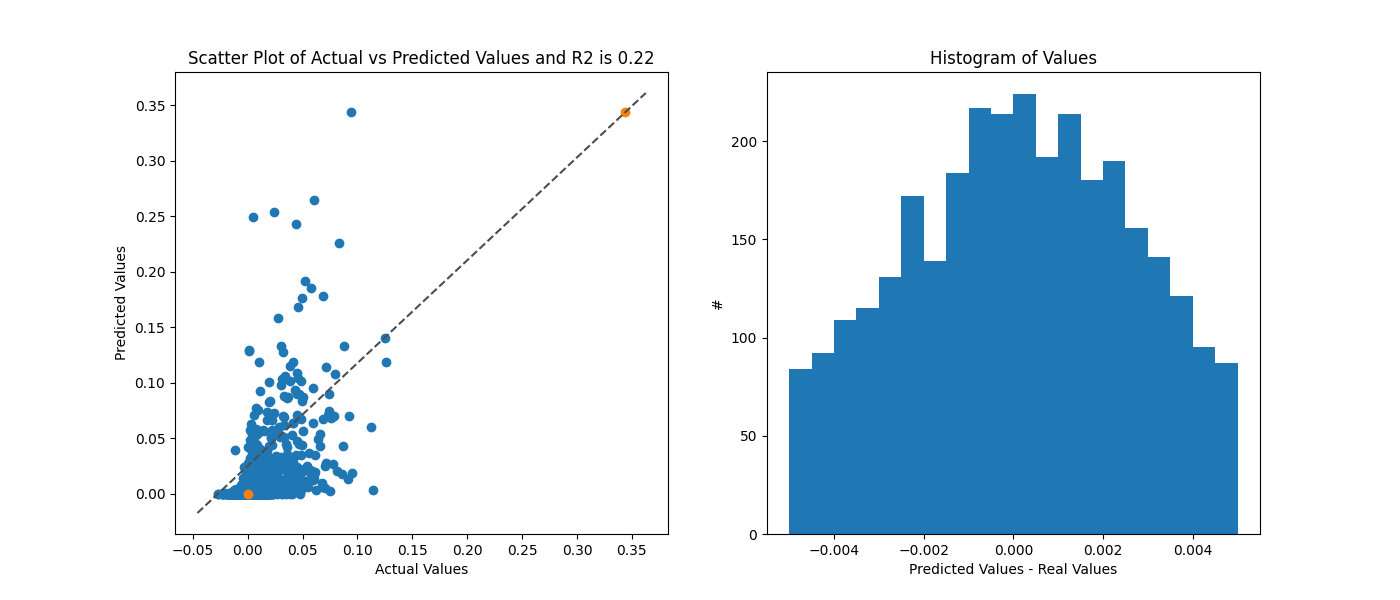 Scatter Plot of Actual vs Predicted Values and R2 is 0.22
Predicted Values
0.35
0.30
0.25
0.20
0.15
0.10
0.05
0.00
−0.05 0.00 0.05 0.10 0.15 0.20 0.25 0.30 0.35
Actual Values
Histogram of Values
#
200
150
100
50
0
−0.004 −0.002 0.000 0.002 0.004
Predicted Values - Real Values